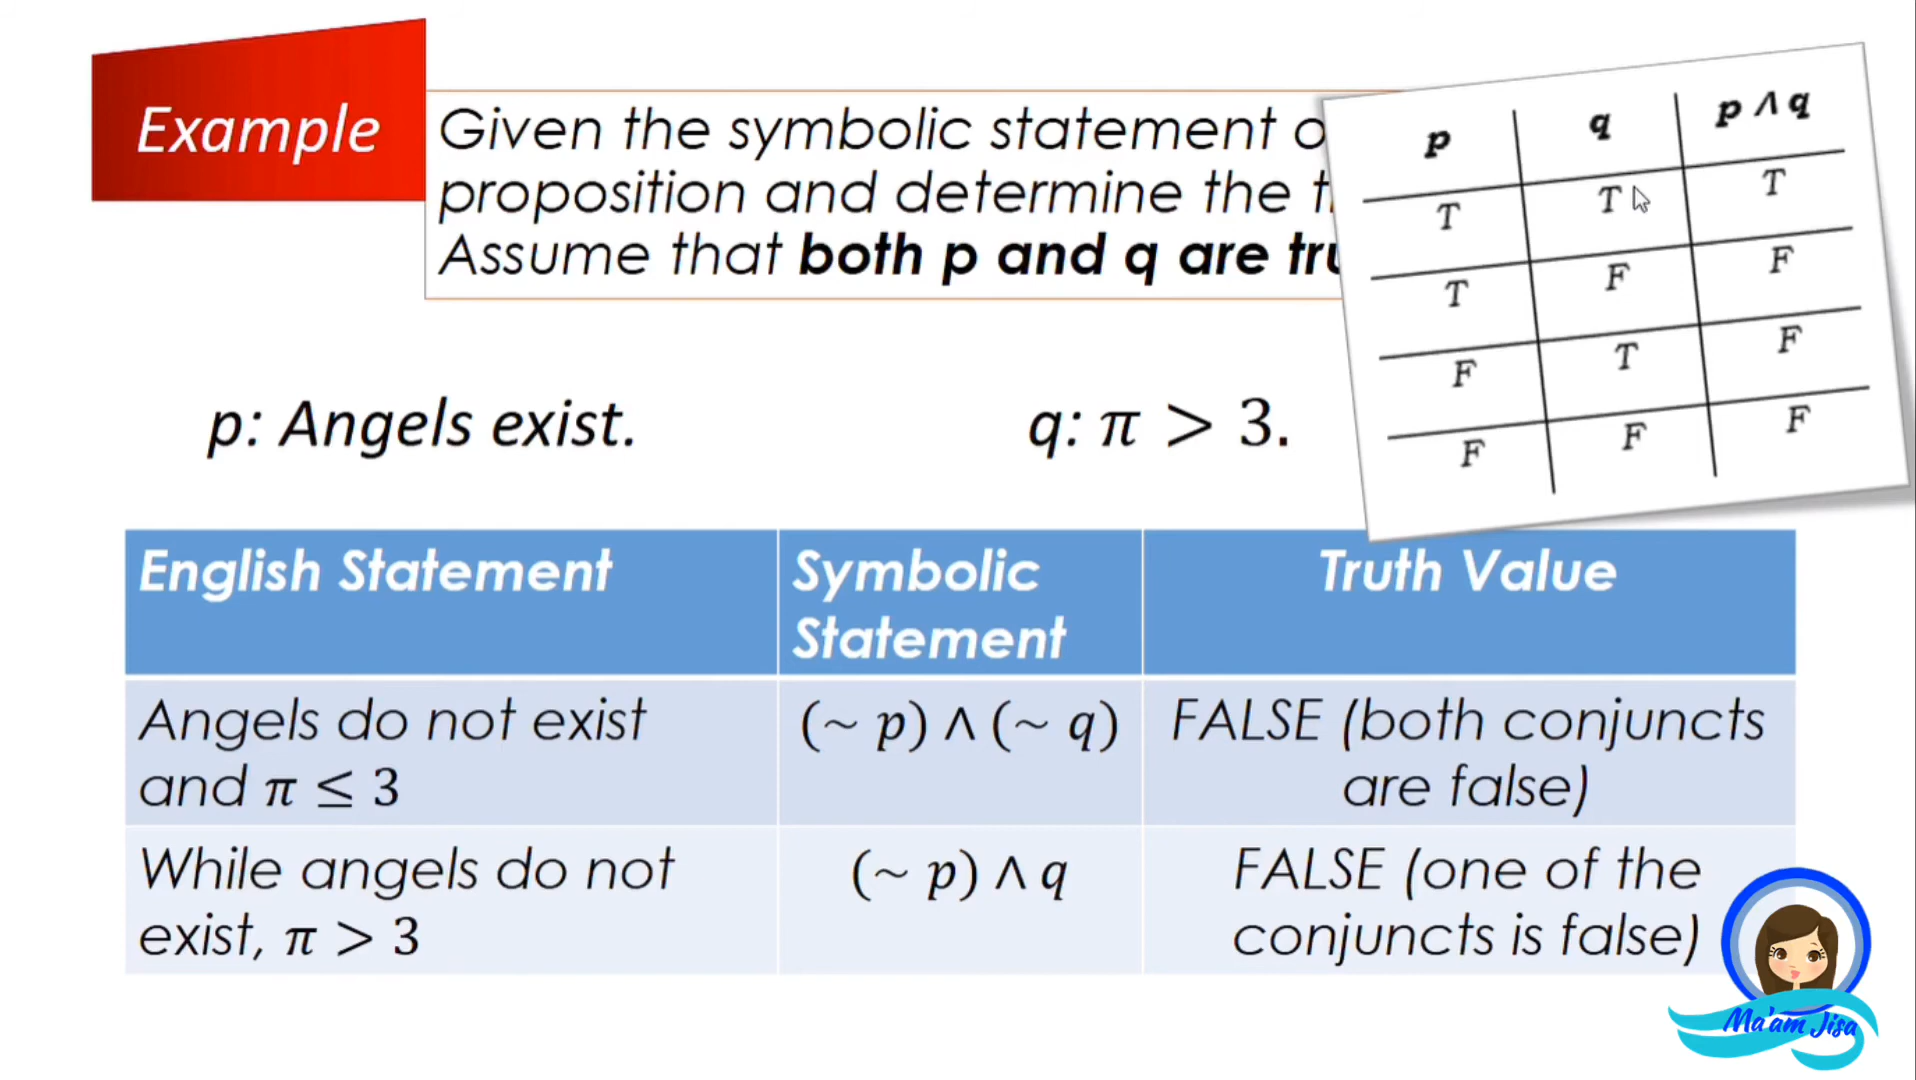 Example
Given the symbolic statement
proposition and determine the
Assume that both p and q are
p q p ∧ q
T T T
T F F
F T F
F F F
p: Angels exist.
q: π > 3.
English Statement
Symbolic
Statement
Truth Value
Angels do not exist
and π ≤ 3
(~ p) ∧ (~ q)
FALSE (both conjuncts
are false)
While angels do not
exist, π > 3
(~ p) ∧ q
FALSE (one of the
conjuncts is false)
Ma'am Jisa